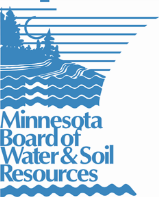 Minnesota
Board of
Water & Soil
Resources